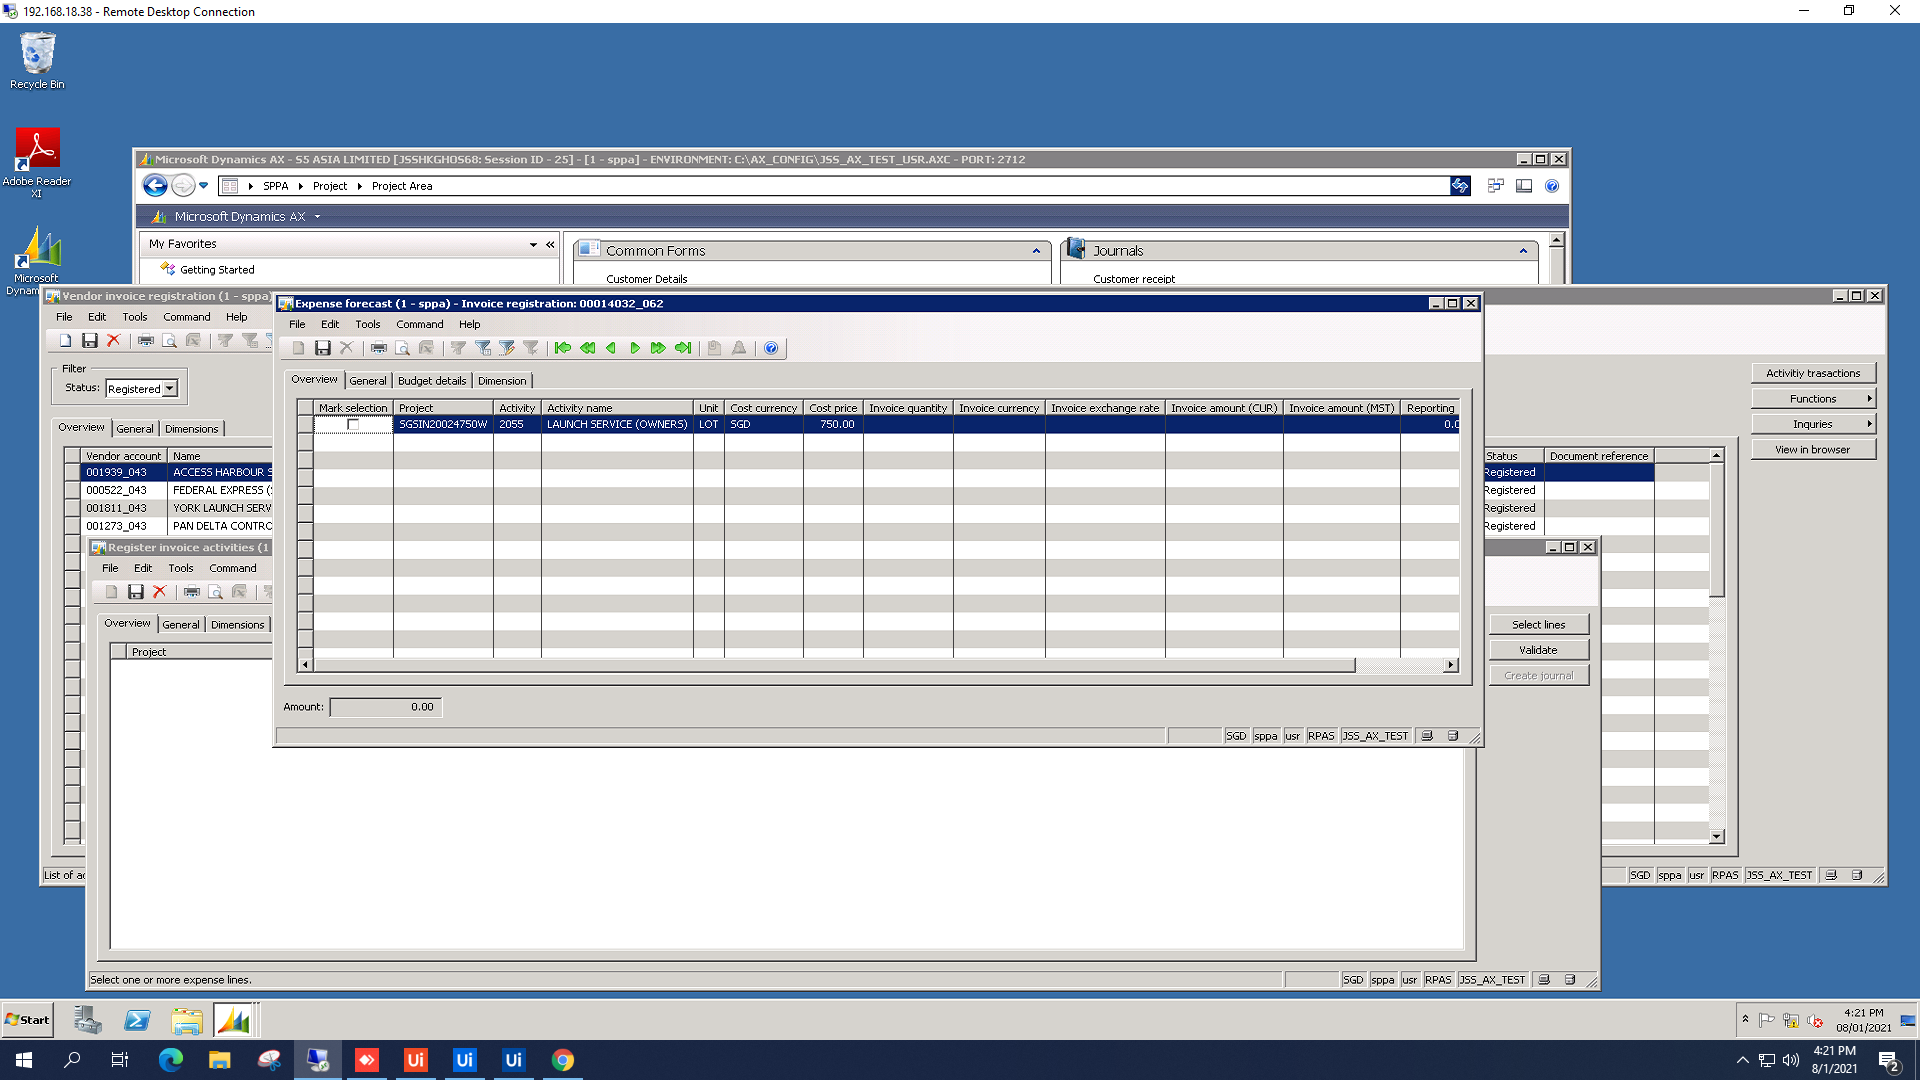 192.168.18.38 - Remote Desktop Connection
Recycle Bin
Adobe Reader
XI
Microsoft
Microsoft Dynamics AX - S5 ASIA LIMITED [JSSHKGHOS68: Session ID - 25] - [1 - sppa] - ENVIRONMENT: C:\AX_CONFIG\JSS_AX_TEST_USR.AXC - PORT: 2712
SPPA Project Project Area
Microsoft Dynamics AX
My Favorites
Getting Started
Common Forms
Customer Details
Journals
Customer receipt
Vendor invoice registration (1 - sppa)
File Edit Tools Command Help
Filter
Status: Registered
Overview General Dimensions
Vendor account Name
001939_043 ACCESS HARBOUR S
000522_043 FEDERAL EXPRESS (
001811_043 YORK LAUNCH SERV
001273_043 PAN DELTA CONTRO
Status Document reference
Registered
Registered
Registered
Registered
Activitiy trasactions
Functions
Inquries
View in browser
List of ac
SGD sppa usr RPAS JSS_AX_TEST
Expense forecast (1 - sppa) - Invoice registration: 00014032_062
File Edit Tools Command Help
Overview General Budget details Dimension
Mark selection Project Activity Activity name Unit Cost currency Cost price Invoice quantity Invoice currency Invoice exchange rate Invoice amount (CUR) Invoice amount (MST) Reporting
SGSIN20024750W 2055 LAUNCH SERVICE (OWNERS) LOT SGD 750.00 0.0
Amount: 0.00
SGD sppa usr RPAS JSS_AX_TEST
Register invoice activities (1
File Edit Tools Command
Overview General Dimensions
Project
Select lines
Validate
Create journal
Select one or more expense lines.
SGD sppa usr RPAS JSS_AX_TEST
Start
4:21 PM
08/01/2021
Ui Ui Ui
4:21 PM
8/1/2021
2